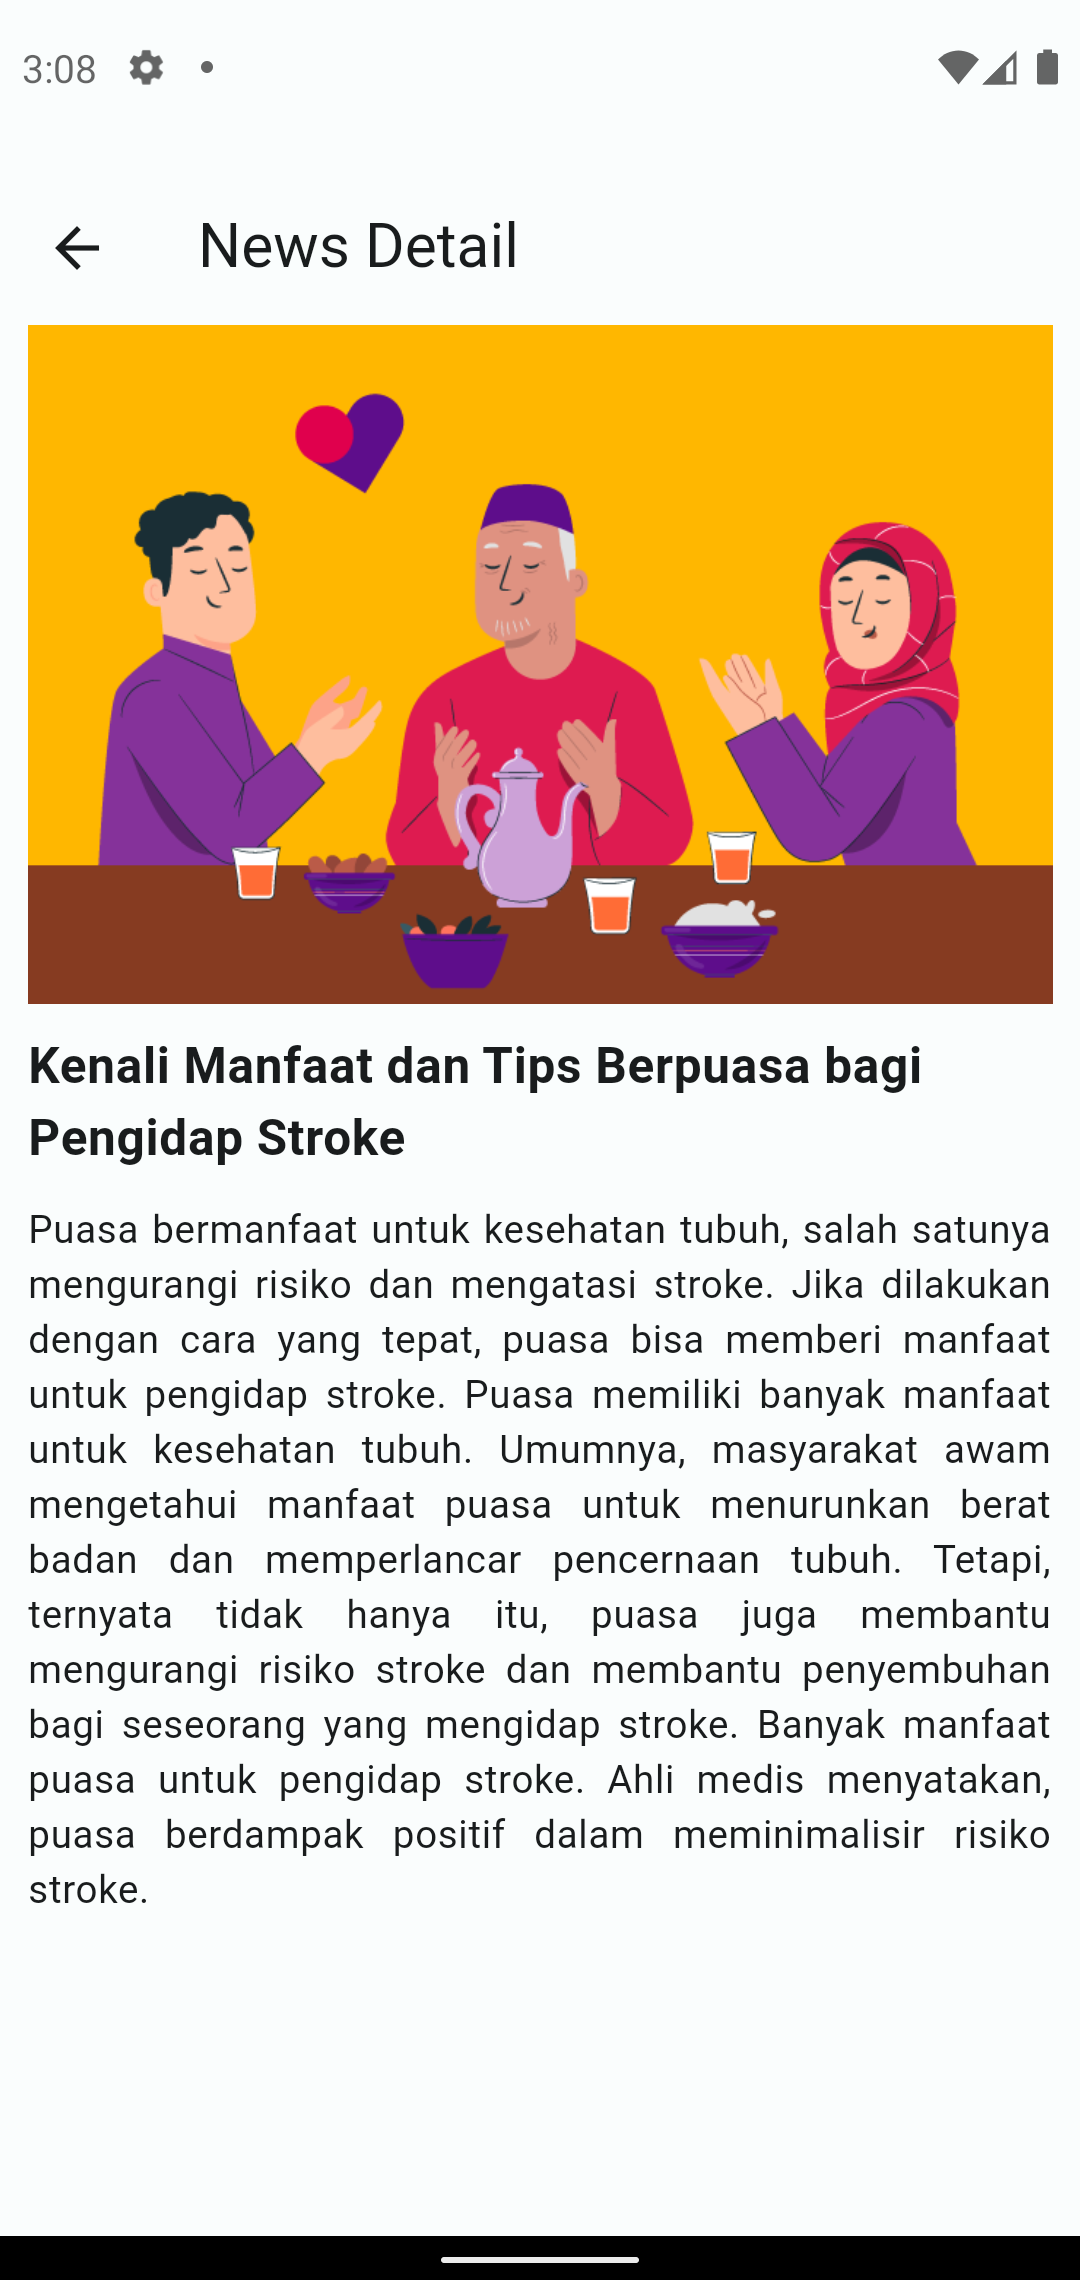 3:08
News Detail
Kenali Manfaat dan Tips Berpuasa bagi
Pengidap Stroke
Puasa bermanfaat untuk kesehatan tubuh, salah satunya
mengurangi risiko dan mengatasi stroke. Jika dilakukan
dengan cara yang tepat, puasa bisa memberi manfaat
untuk pengidap stroke. Puasa memiliki banyak manfaat
untuk kesehatan tubuh. Umumnya, masyarakat awam
mengetahui manfaat puasa untuk menurunkan berat
badan dan memperlancar pencernaan tubuh. Tetapi,
ternyata tidak hanya itu, puasa juga membantu
mengurangi risiko stroke dan membantu penyembuhan
bagi seseorang yang mengidap stroke. Banyak manfaat
puasa untuk pengidap stroke. Ahli medis menyatakan,
puasa berdampak positif dalam meminimalisir risiko
stroke.